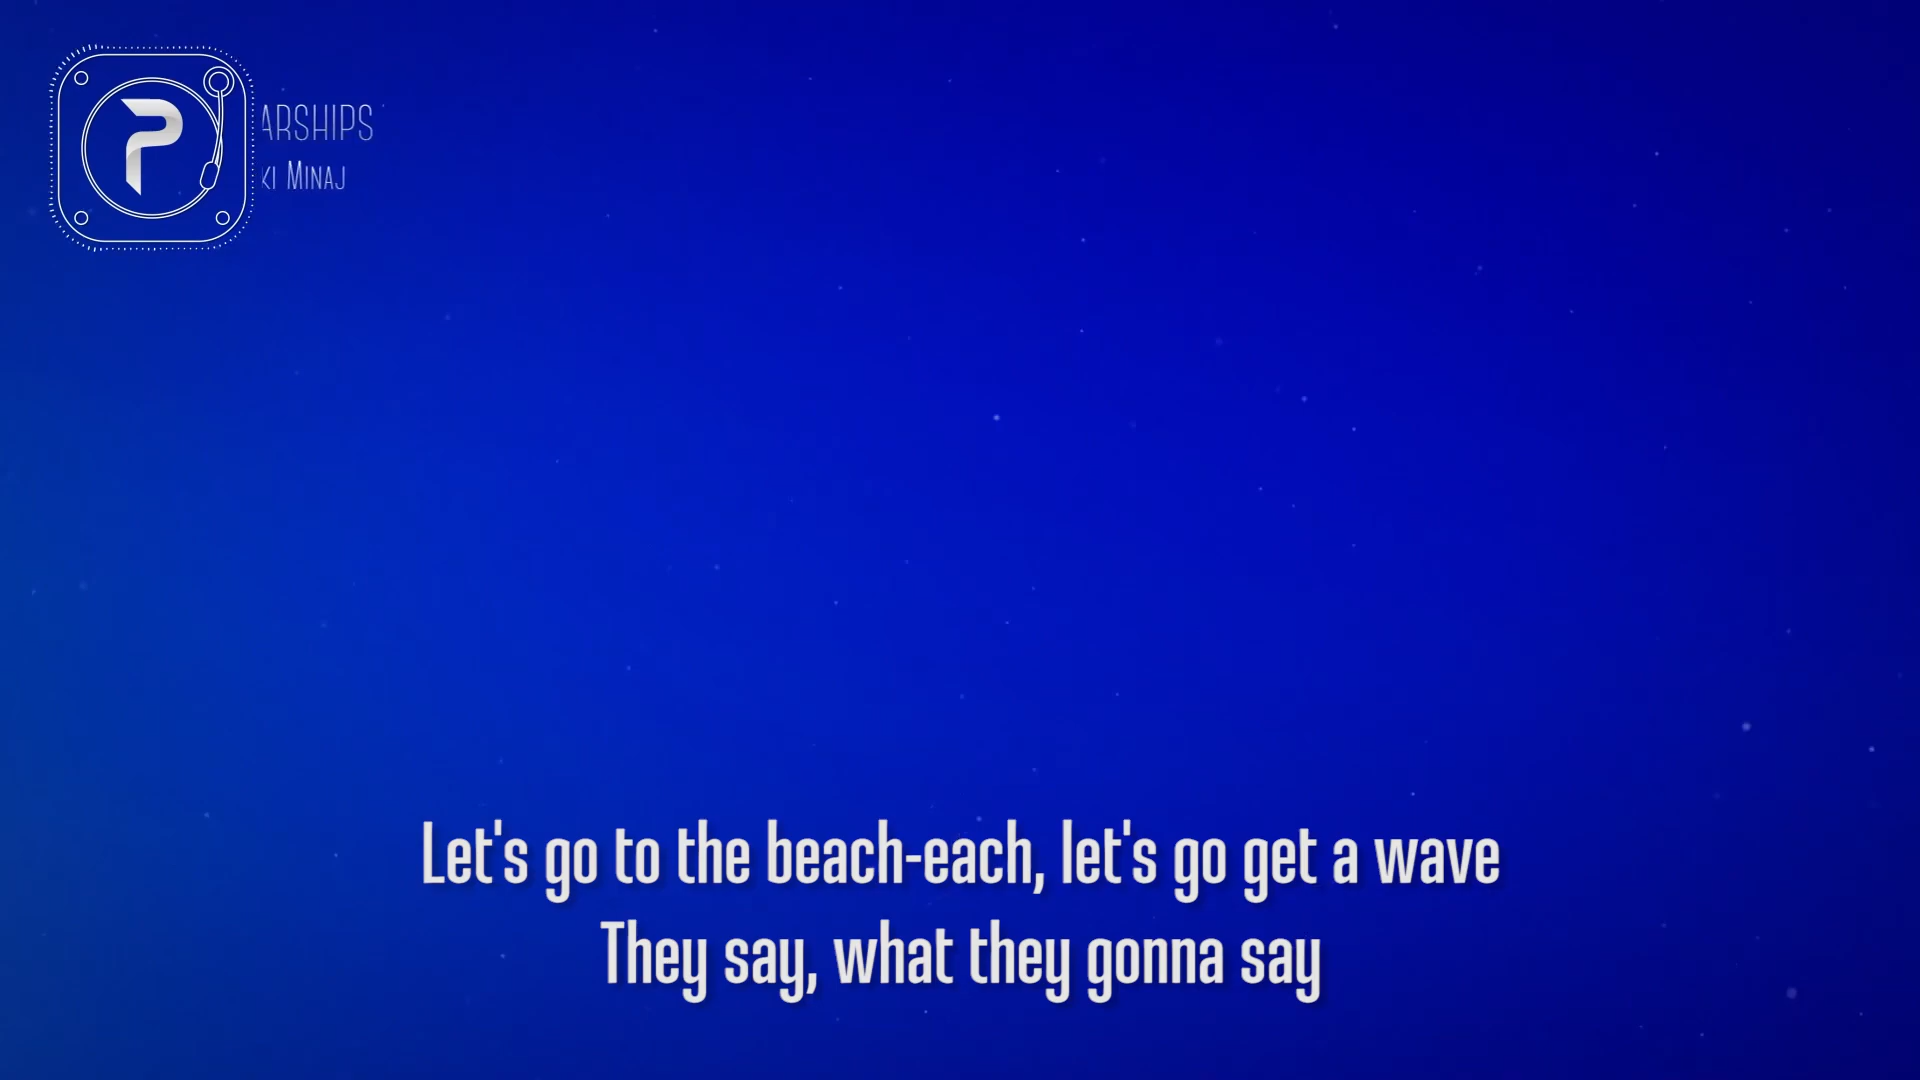 ARSHIPS
KI MINAJ
Let's go to the beach-each, let's go get a wave
They say, what they gonna say